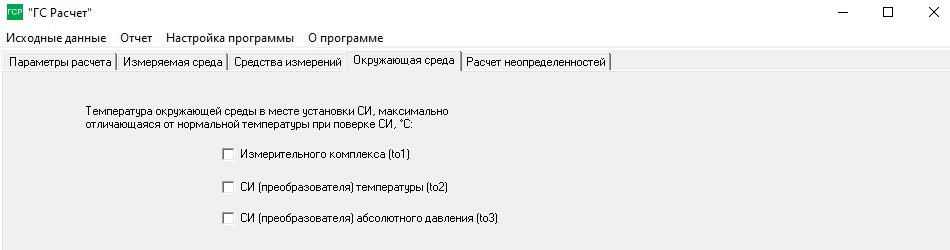 ГСР "ГС Расчет"
Исходные данные Отчет Настройка программы О программе
Параметры расчета Измеряемая среда Средства измерений Окружающая среда Расчет неопределенностей
Температура окружающей среды в месте установки СИ, максимально
отличающаяся от нормальной температуры при поверке СИ, °С:
Измерительного комплекса (to1)
СИ (преобразователя) температуры (to2)
СИ (преобразователя) абсолютного давления (to3)